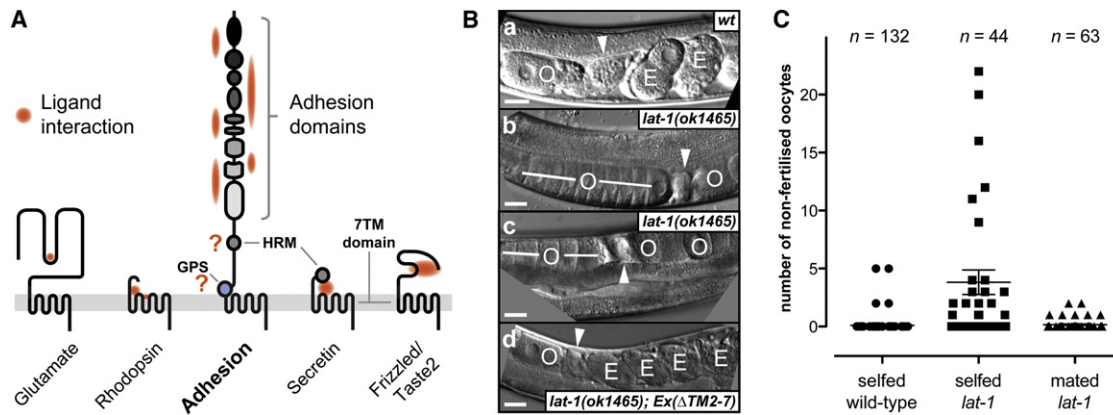 A
Ligand
interaction
Adhesion
domains
7TM
domain
?
HRM
GPS
?
Glutamate
Rhodopsin
Adhesion
Secretin
Frizzled/
Taste2
B
a
wt
O
E
E
b
lat-1(ok1465)
O
O
c
lat-1(ok1465)
O
O
O
d
O
E
E
E
E
lat-1(ok1465); Ex(ΔTM2-7)
C
n = 132
n = 44
n = 63
number of non-fertilised oocytes
20
15
10
5
0
selfed
wild-type
selfed
lat-1
mated
lat-1